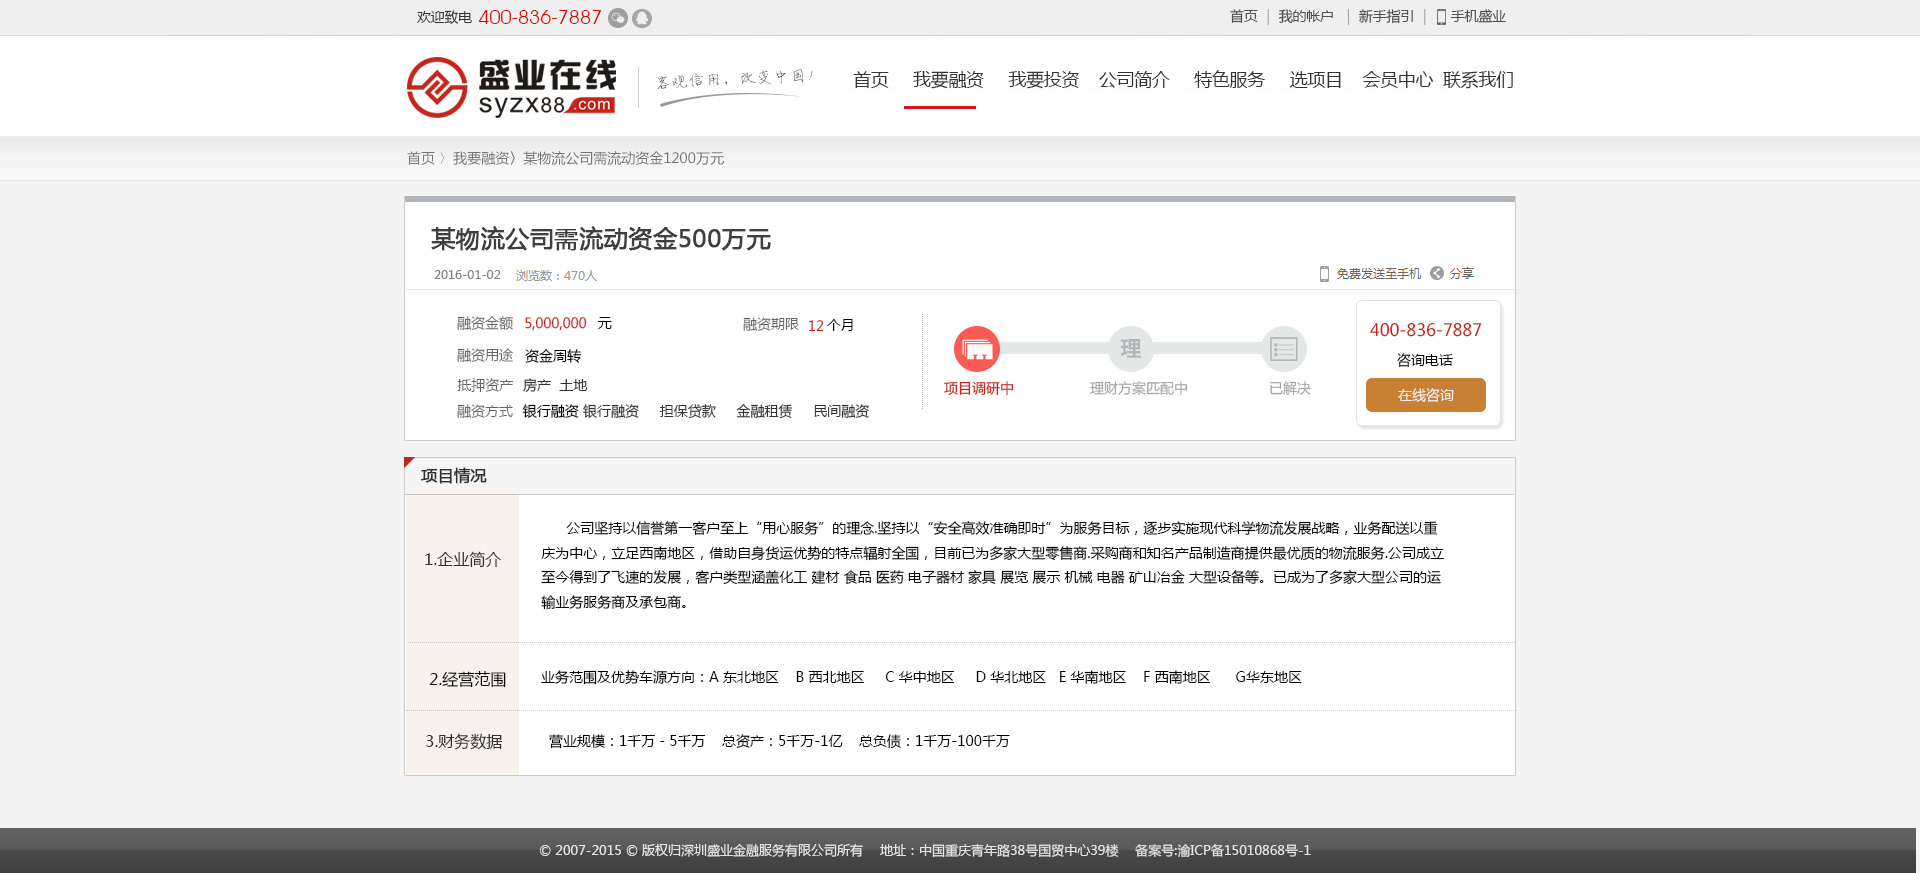 欢迎致电 400-836-7887
首页 | 我的帐户 | 新手指引 | 手机盛业
盛业在线
syzx88.com
客观信用，改变中国！
首页 我要融资 我要投资 公司简介 特色服务 选项目 会员中心 联系我们
首页 〉我要融资〉某物流公司需流动资金1200万元
某物流公司需流动资金500万元
2016-01-02 浏览数：470人
免费发送至手机 分享
融资金额 5,000,000 元 融资期限 12 个月
融资用途 资金周转
抵押资产 房产 土地
融资方式 银行融资 银行融资 担保贷款 金融租赁 民间融资
理
项目调研中 理财方案匹配中 已解决
400-836-7887
咨询电话
在线咨询
项目情况
1.企业简介
公司坚持以信誉第一客户至上“用心服务”的理念.坚持以“安全高效准确即时”为服务目标，逐步实施现代科学物流发展战略，业务配送以重
庆为中心，立足西南地区，借助自身货运优势的特点辐射全国，目前已为多家大型零售商.采购商和知名产品制造商提供最优质的物流服务.公司成立
至今得到了飞速的发展，客户类型涵盖化工 建材 食品 医药 电子器材 家具 展览 展示 机械 电器 矿山冶金 大型设备等。已成为了多家大型公司的运
输业务服务商及承包商。
2.经营范围
业务范围及优势车源方向：A 东北地区 B 西北地区 C 华中地区 D 华北地区 E 华南地区 F 西南地区 G华东地区
3.财务数据
营业规模：1千万 - 5千万 总资产：5千万-1亿 总负债：1千万-100千万
© 2007-2015 © 版权归深圳盛业金融服务有限公司所有 地址：中国重庆青年路38号国贸中心39楼 备案号:渝ICP备15010868号-1